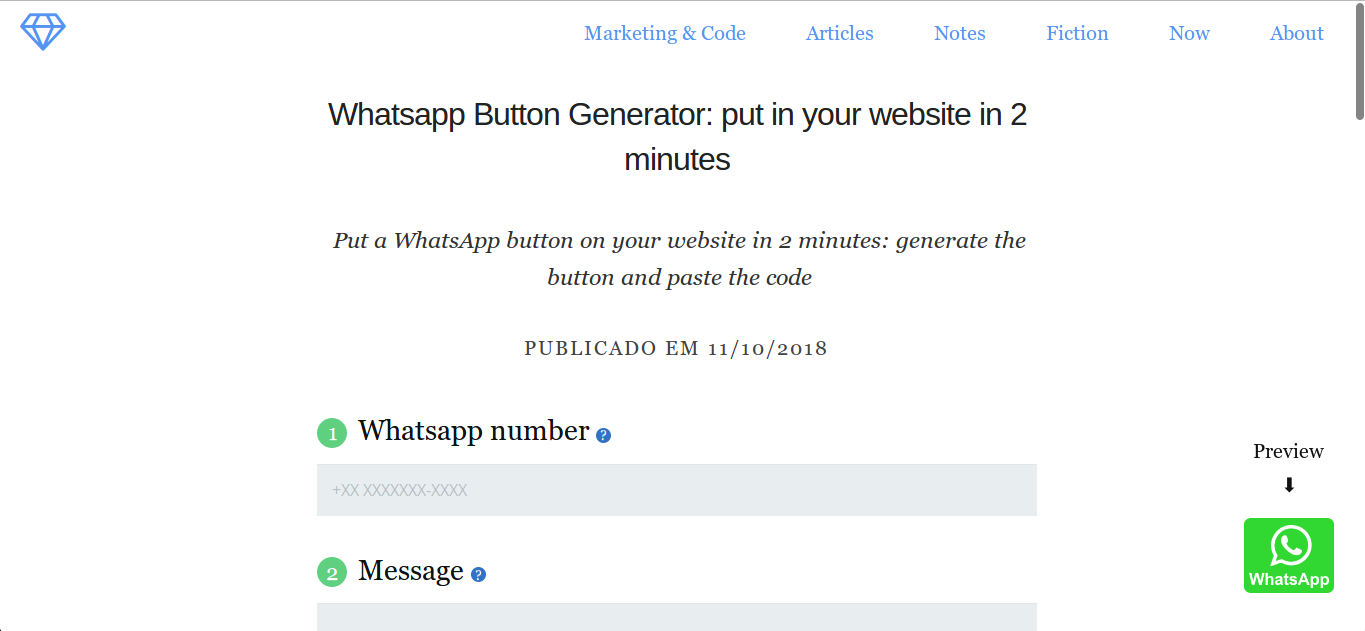 Marketing & Code Articles Notes Fiction Now About
Whatsapp Button Generator: put in your website in 2
minutes
Put a WhatsApp button on your website in 2 minutes: generate the
button and paste the code
PUBLICADO EM 11/10/2018
1 Whatsapp number ?
+XX XXXXXXX-XXXX
2 Message ?
Preview
⬇
WhatsApp